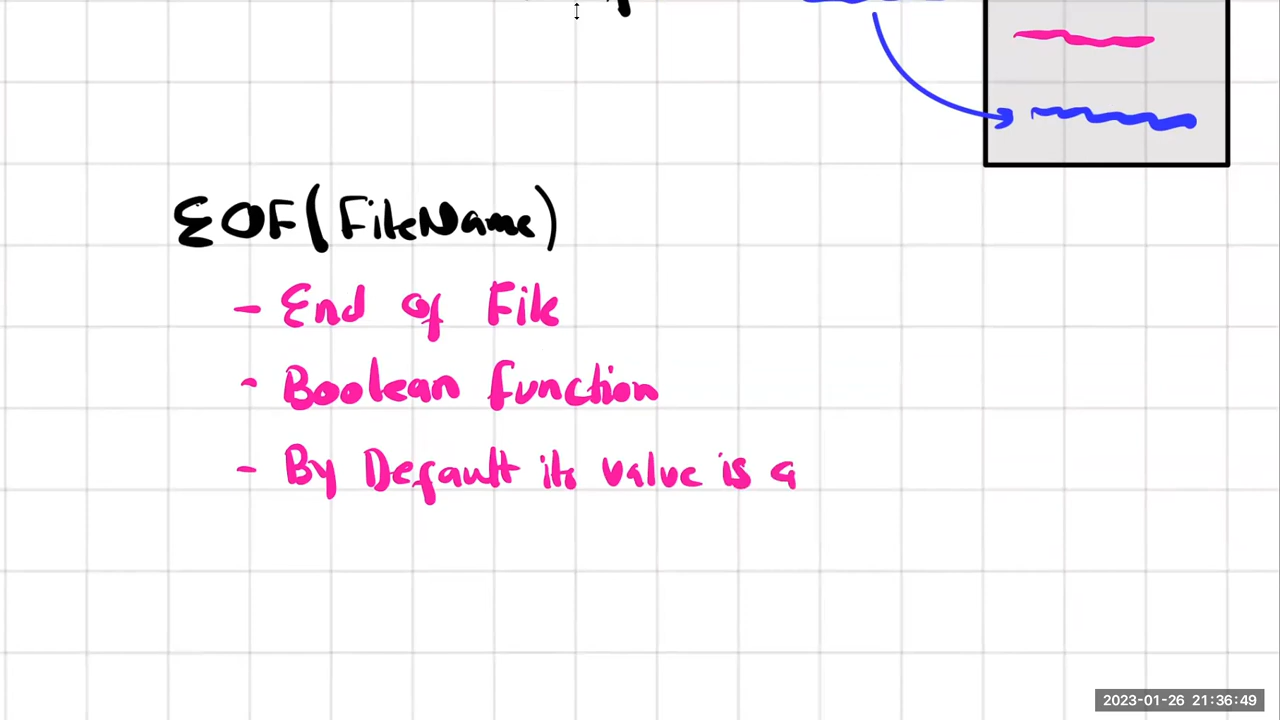 EOF(FileName)
- End of File
- Boolean function
- By Default its value is a
2023-01-26 21:36:49